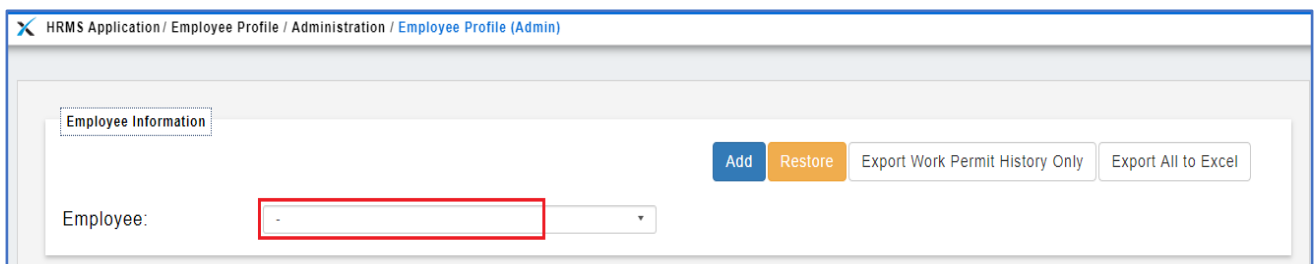 HRMS Application / Employee Profile / Administration / Employee Profile (Admin)
Employee Information
Add Restore Export Work Permit History Only Export All to Excel
Employee: -